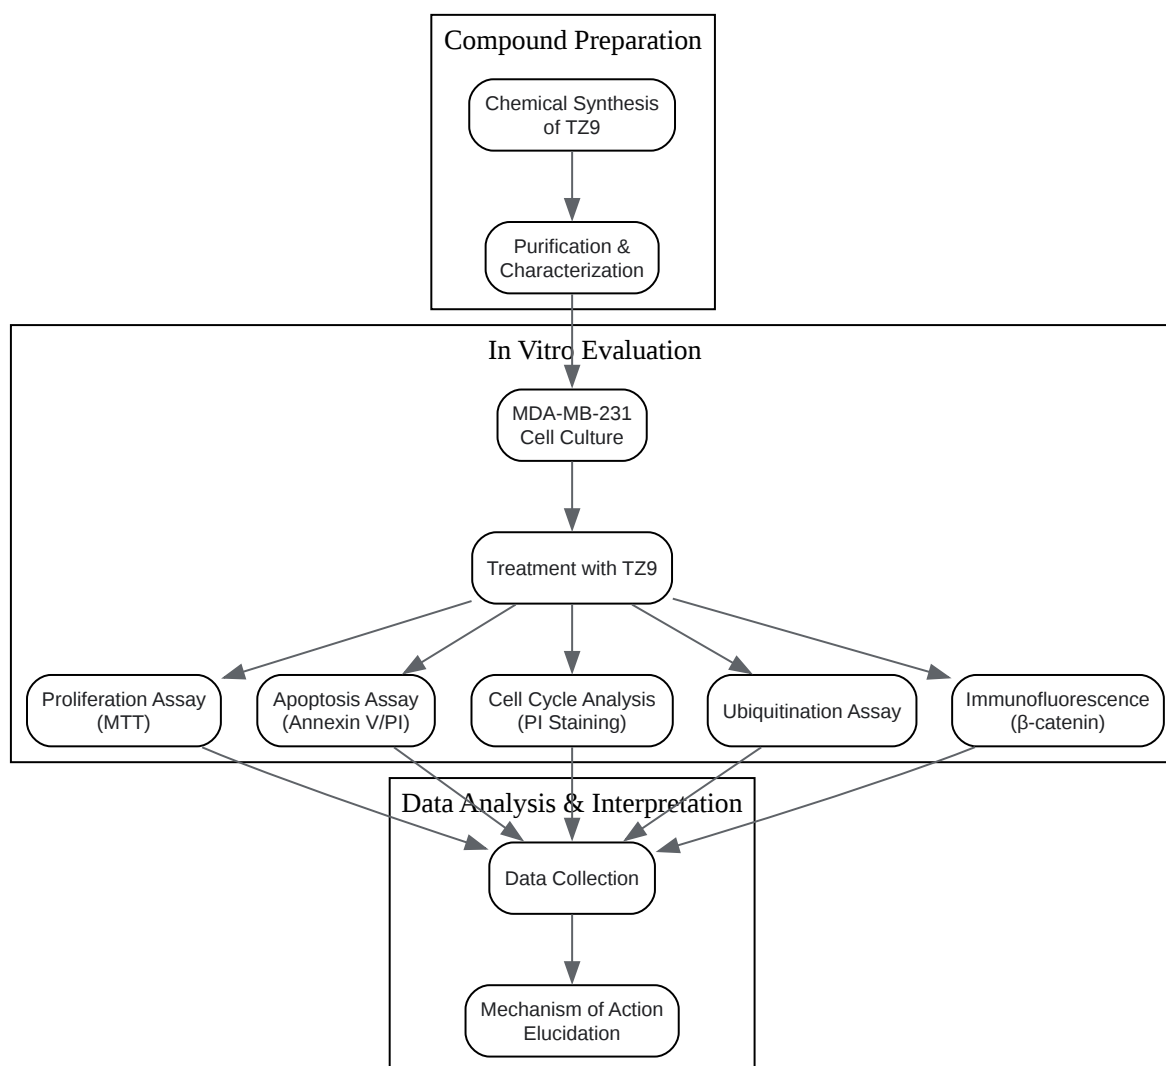 Compound Preparation
Chemical Synthesis
of TZ9
Purification &
Characterization
In Vitro Evaluation
MDA-MB-231
Cell Culture
Treatment with TZ9
Proliferation Assay
(MTT)
Apoptosis Assay
(Annexin V/PI)
Cell Cycle Analysis
(PI Staining)
Ubiquitination Assay
Immunofluorescence
(β-catenin)
Data Analysis & Interpretation
Data Collection
Mechanism of Action
Elucidation